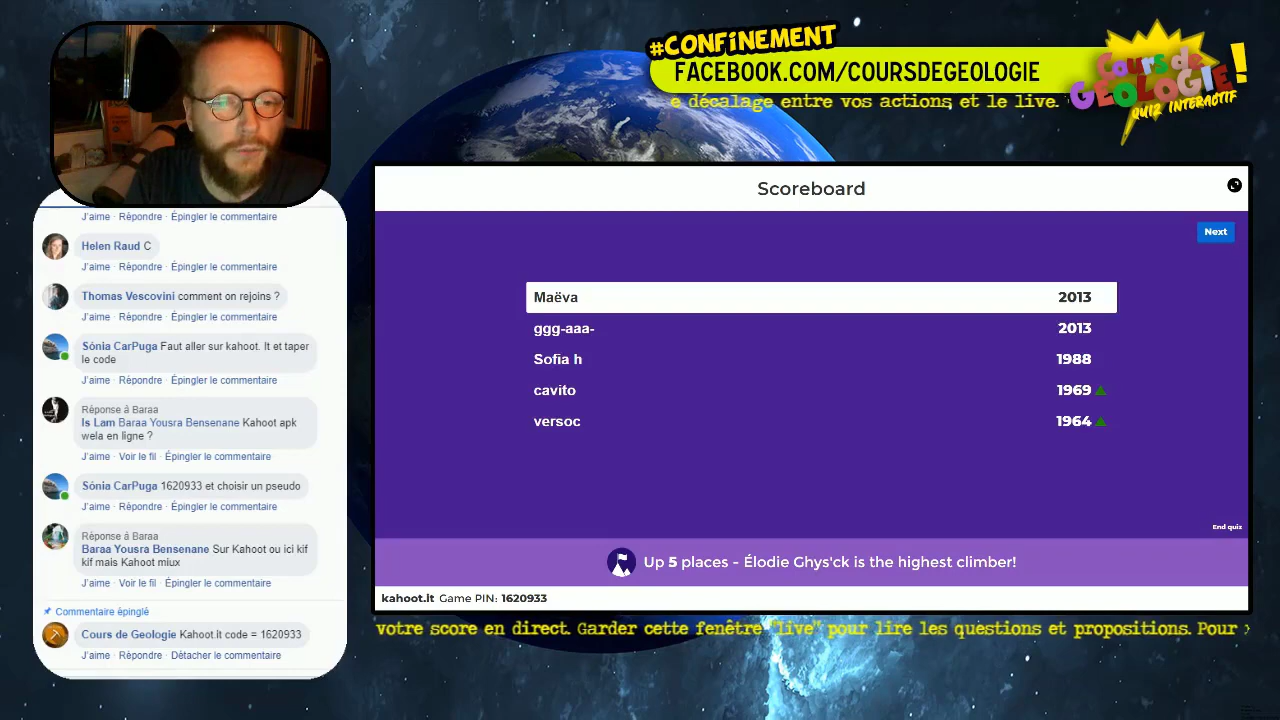 #CONFINEMENT
FACEBOOK.COM/COURSDEGEOLOGIE
e décalage entre vos actions et le live.
Cours de
GEOLOGIE!
QUIZ INTERACTIF
J'aime · Répondre · Épingler le commentaire
Helen Raud C
J'aime · Répondre · Épingler le commentaire
Thomas Vescovini comment on rejoins ?
J'aime · Répondre · Épingler le commentaire
Sónia CarPuga Faut aller sur kahoot. It et taper
le code
J'aime · Répondre · Épingler le commentaire
Réponse à Baraa
Is Lam Baraa Yousra Bensenane Kahoot apk
wela en ligne ?
J'aime · Voir le fil · Épingler le commentaire
Sónia CarPuga 1620933 et choisir un pseudo
J'aime · Répondre · Épingler le commentaire
Réponse à Baraa
Baraa Yousra Bensenane Sur Kahoot ou ici kif
kif mais Kahoot miux
J'aime · Voir le fil · Épingler le commentaire
Commentaire épinglé
Cours de Geologie Kahoot.it code = 1620933
J'aime · Répondre · Détacher le commentaire
Scoreboard
Next
Maëva 2013
ggg-aaa- 2013
Sofia h 1988
cavito 1969
versoc 1964
End quiz
Up 5 places - Élodie Ghys'ck is the highest climber!
kahoot.it Game PIN: 1620933
votre score en direct. Garder cette fenêtre "live" pour lire les questions et propositions. Pour